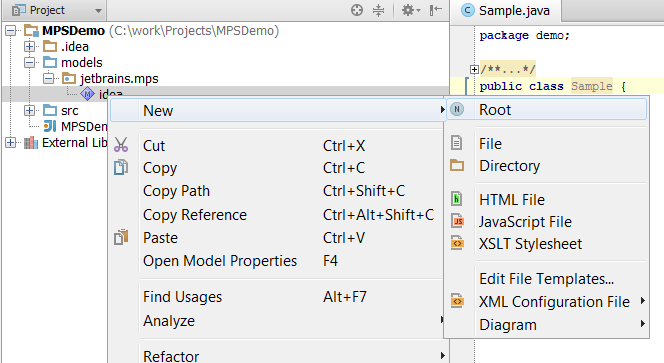 Project
Sample.java
MPSDemo (C:\work\Projects\MPSDemo)
.idea
models
jetbrains.mps
idea
src
External Lib
package demo;
/**...*/
public class Sample {
New
Cut Ctrl+X
Copy Ctrl+C
Copy Path Ctrl+Shift+C
Copy Reference Ctrl+Alt+Shift+C
Paste Ctrl+V
Open Model Properties F4
Find Usages Alt+F7
Analyze
Refactor
Root
File
Directory
HTML File
JavaScript File
XSLT Stylesheet
Edit File Templates...
XML Configuration File
Diagram